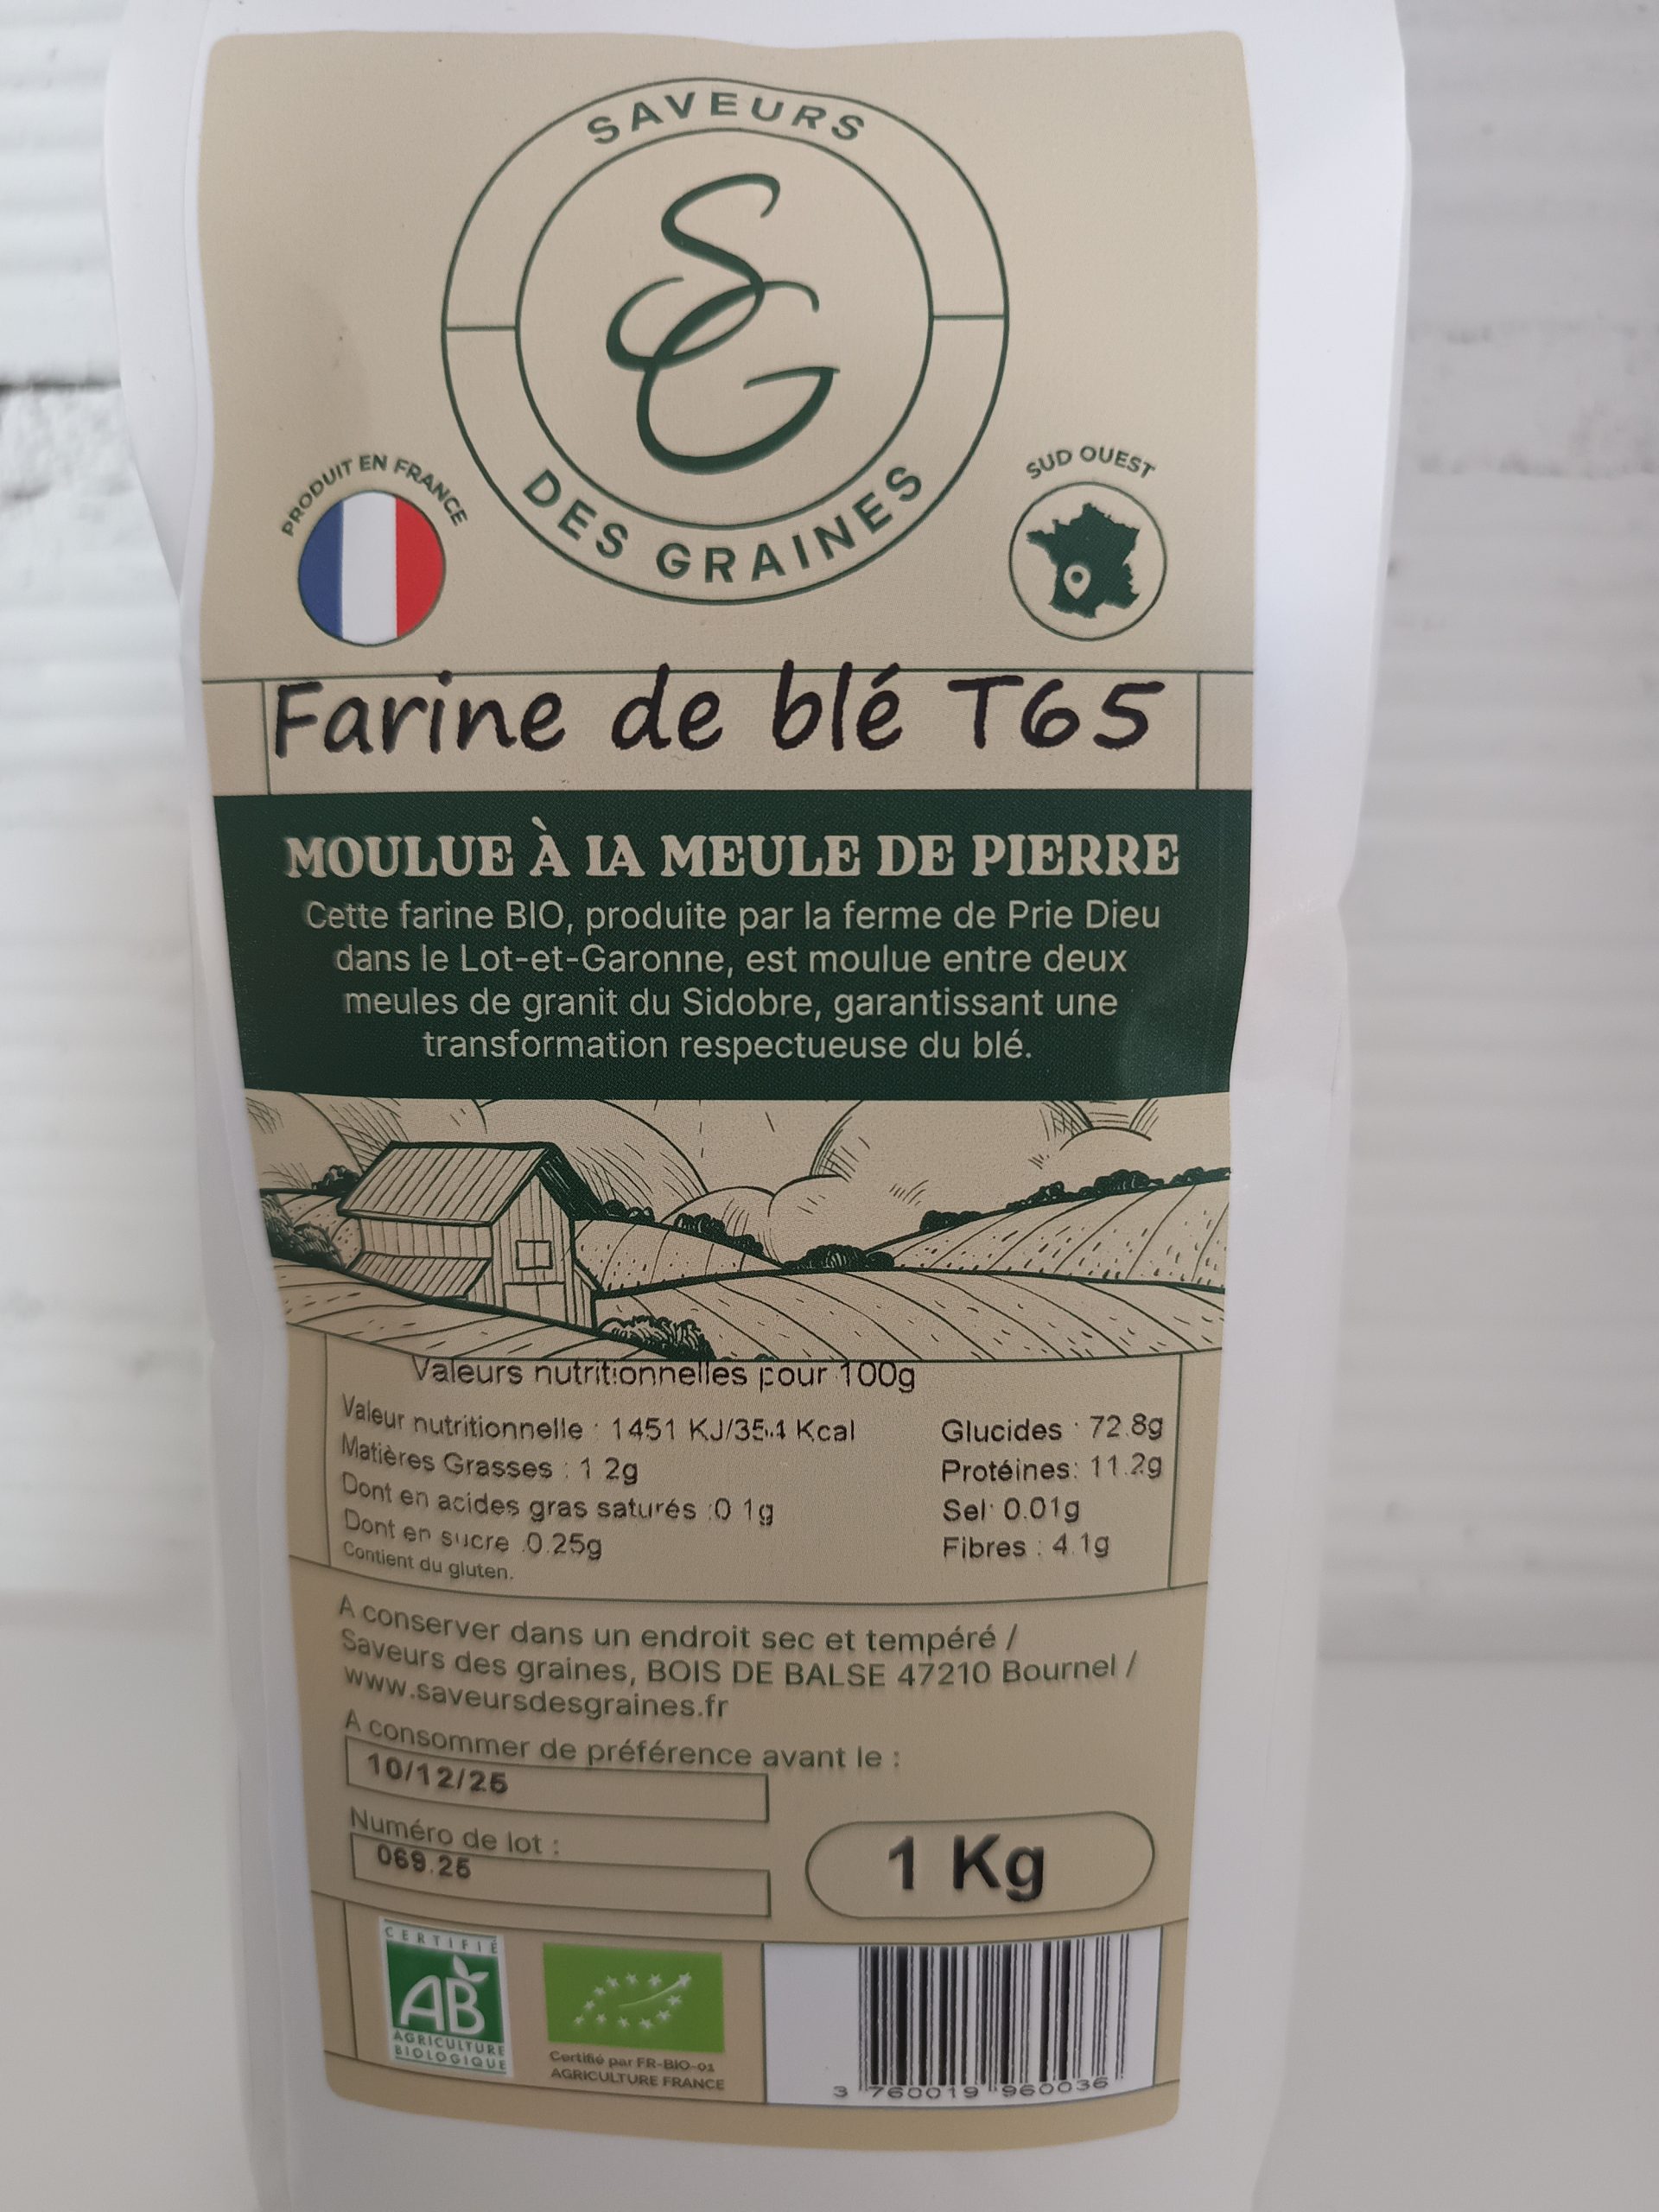 SAVEURS
SG
DES GRAINES
PRODUIT EN FRANCE
SUD OUEST
Farine de blé T65
MOULUE À LA MEULE DE PIERRE
Cette farine BIO, produite par la ferme de Prie Dieu
dans le Lot-et-Garonne, est moulue entre deux
meules de granit du Sidobre, garantissant une
transformation respectueuse du blé.
Valeurs nutritionnelles pour 100g
Valeur nutritionnelle : 1451 KJ/354 Kcal
Matières Grasses : 1.2g
Dont en acides gras saturés :0.1g
Dont en sucre :0.25g
Contient du gluten.
Glucides : 72.8g
Protéines: 11.2g
Sel: 0.01g
Fibres : 4.1g
A conserver dans un endroit sec et tempéré /
Saveurs des graines, BOIS DE BALSE 47210 Bournel /
www.saveursdesgraines.fr
A consommer de préférence avant le :
10/12/25
Numéro de lot :
069.25
1 Kg
CERTIFIÉ
AB
AGRICULTURE
BIOLOGIQUE
Certifié par FR-BIO-01
AGRICULTURE FRANCE
3 760019 960036